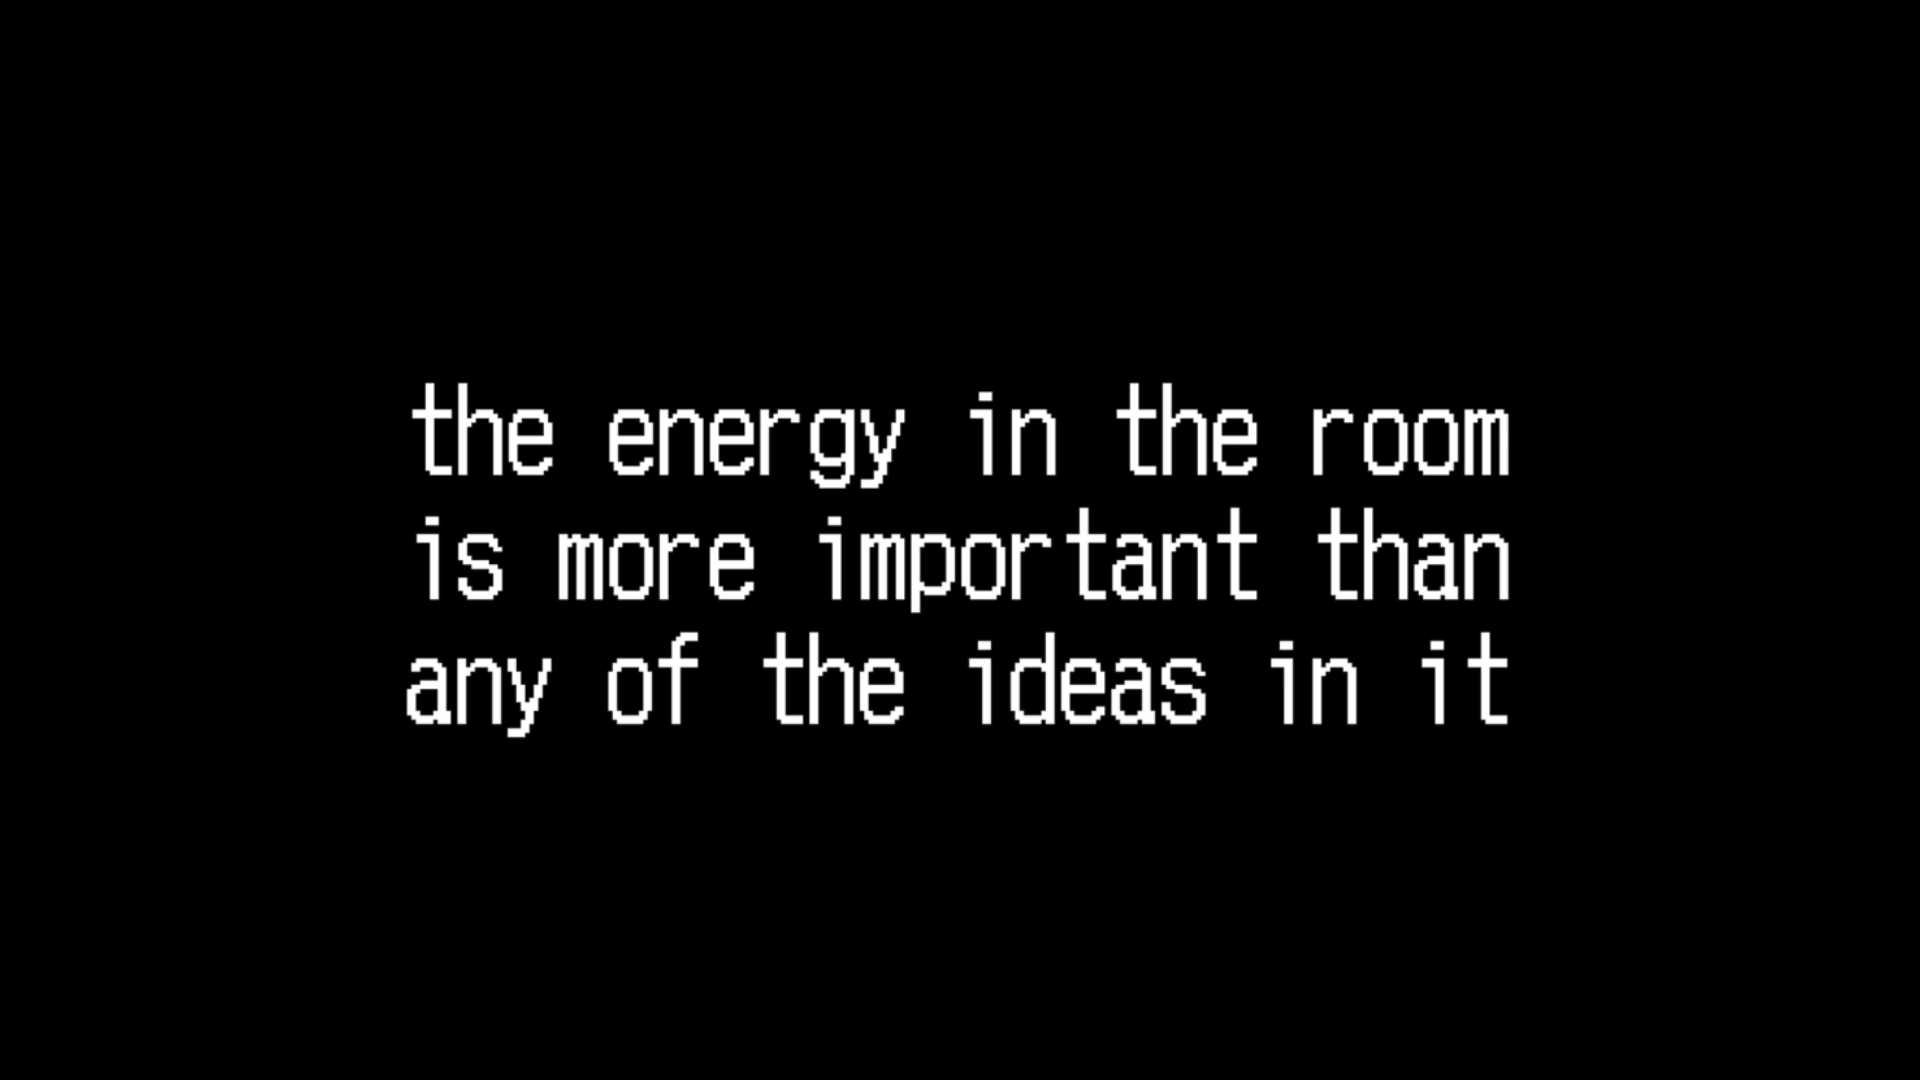 the energy in the room
is more important than
any of the ideas in it